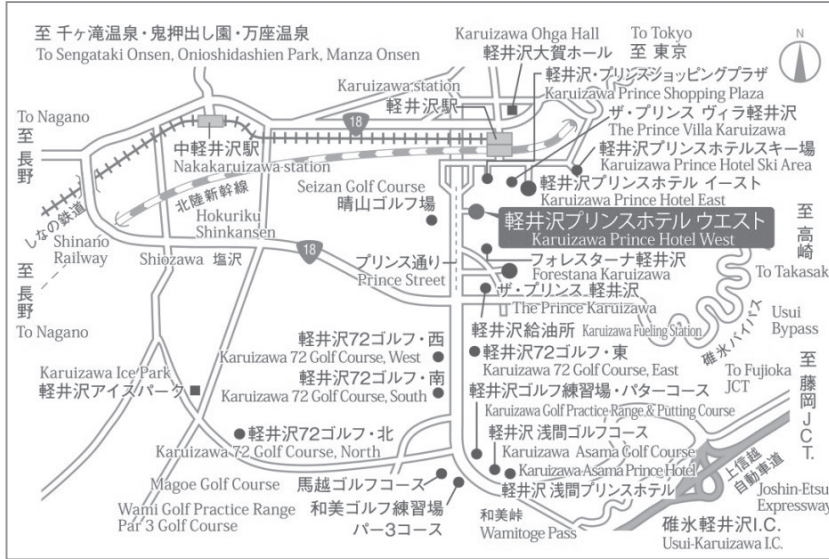 至 千ヶ滝温泉・鬼押出し園・万座温泉
To Sengataki Onsen, Onioshidashien Park, Manza Onsen
Karuizawa Ohga Hall
軽井沢大賀ホール
To Tokyo
至 東京
N
軽井沢・プリンスショッピングプラザ
Karuizawa Prince Shopping Plaza
Karuizawa station
軽井沢駅
ザ・プリンス ヴィラ軽井沢
The Prince Villa Karuizawa
To Nagano
至 長野
18
中軽井沢駅
Nakakaruizawa station
軽井沢プリンスホテルスキー場
Karuizawa Prince Hotel Ski Area
軽井沢プリンスホテル イースト
Karuizawa Prince Hotel East
しなの鉄道
Shinano
Railway
北陸新幹線
Hokuriku
Shinkansen
Seizan Golf Course
晴山ゴルフ場
軽井沢プリンスホテル ウエスト
Karuizawa Prince Hotel West
至 高崎
To Takasaki
18
Shiozawa 塩沢
プリンス通り
Prince Street
フォレスターナ軽井沢
Forestana Karuizawa
ザ・プリンス 軽井沢
The Prince Karuizawa
至 長野
To Nagano
軽井沢給油所 Karuizawa Fueling Station
碓氷バイパス
Usui
Bypass
軽井沢72ゴルフ・西
Karuizawa 72 Golf Course, West
軽井沢72ゴルフ・東
Karuizawa 72 Golf Course, East
To Fujioka
JCT
至 藤岡JCT.
Karuizawa Ice Park
軽井沢アイスパーク
軽井沢72ゴルフ・南
Karuizawa 72 Golf Course, South
軽井沢ゴルフ練習場・パターコース
Karuizawa Golf Practice Range & Putting Course
軽井沢72ゴルフ・北
Karuizawa 72 Golf Course, North
軽井沢 浅間ゴルフコース
Karuizawa Asama Golf Course
Karuizawa Asama Prince Hotel
軽井沢 浅間プリンスホテル
Magoe Golf Course
馬越ゴルフコース
Wami Golf Practice Range
Par 3 Golf Course
和美ゴルフ練習場
パー3コース
和美峠
Wamitoge Pass
上信越
自動車道
Joshin-Etsu
Expressway
碓氷軽井沢I.C.
Usui-Karuizawa I.C.